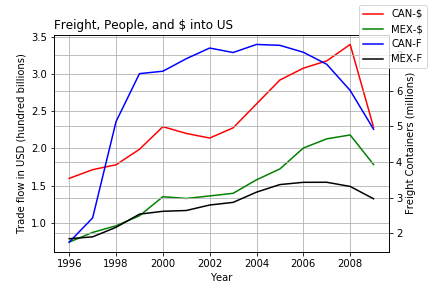 Freight, People, and $ into US
CAN-$
MEX-$
CAN-F
MEX-F
3.5
3.0
2.5
2.0
1.5
1.0
Trade flow in USD (hundred billions)
6
5
4
3
2
Freight Containers (millions)
1996 1998 2000 2002 2004 2006 2008
Year